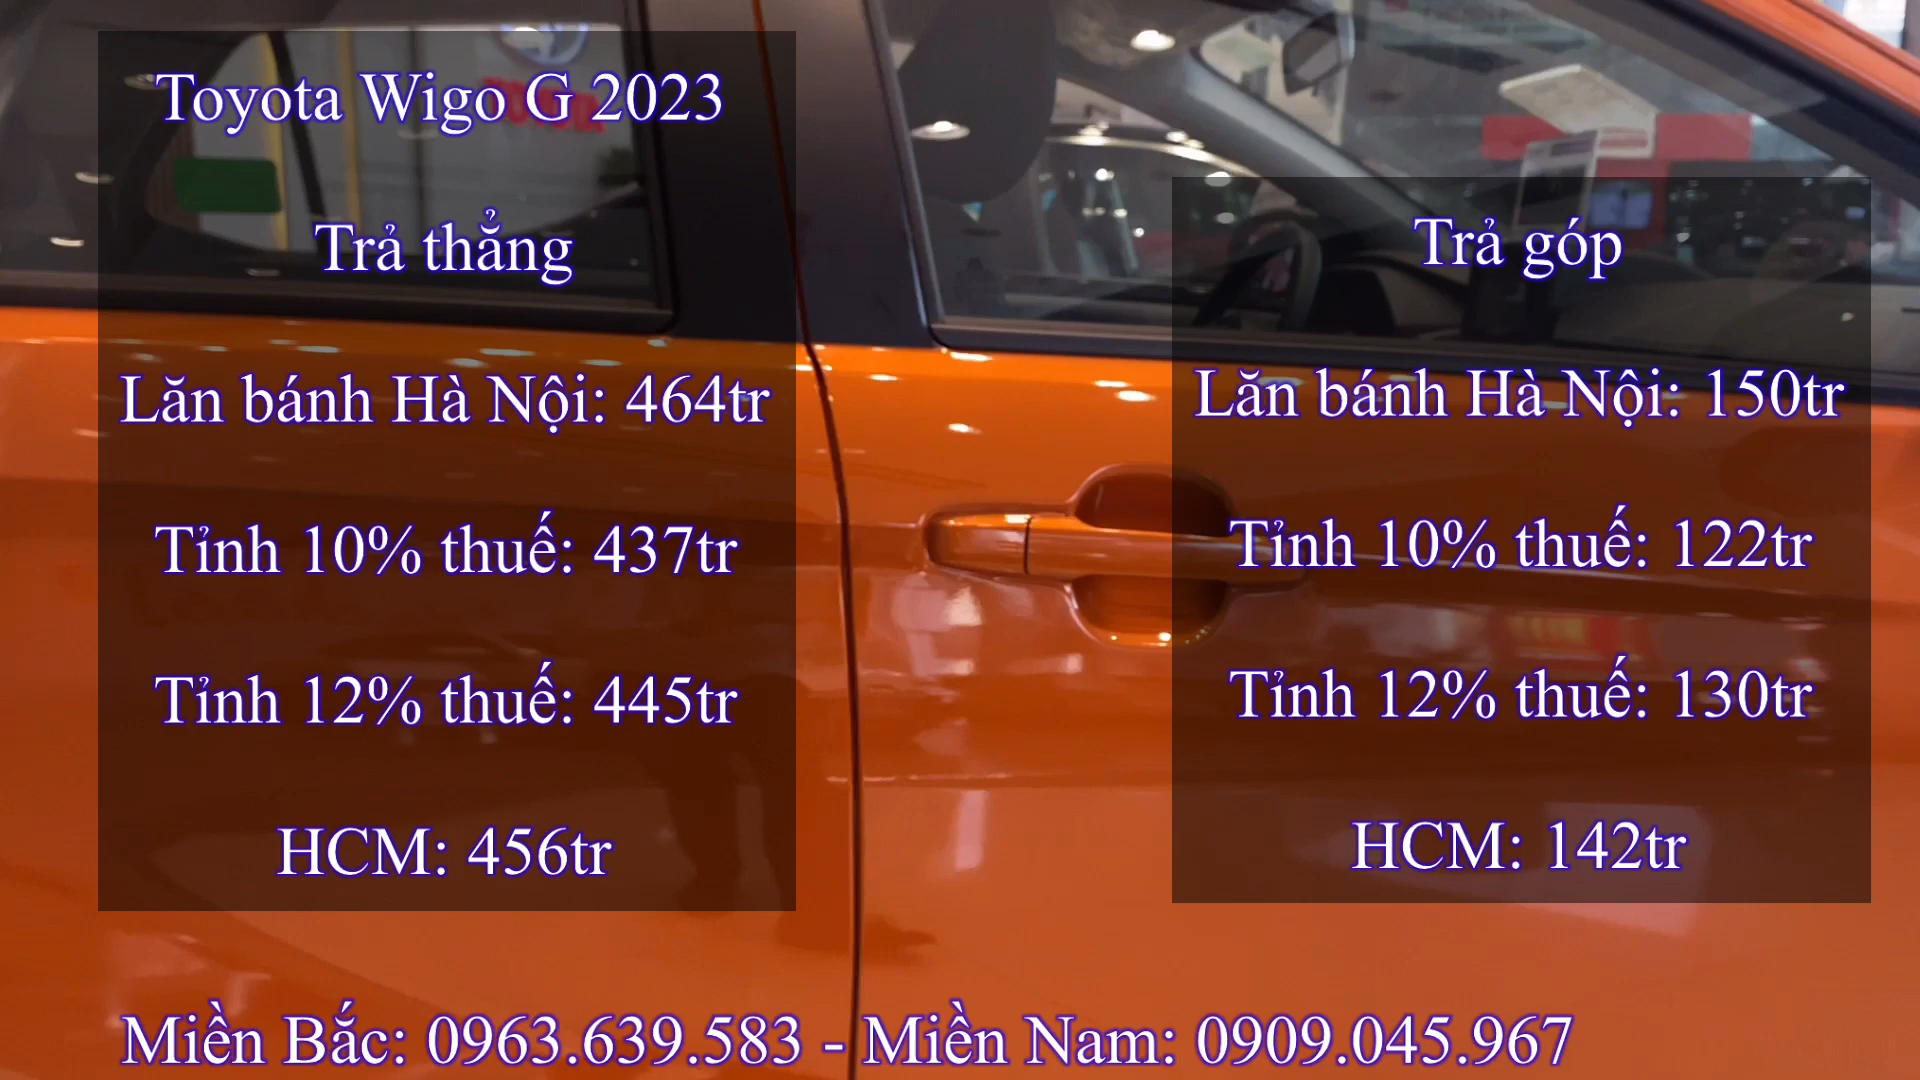 Toyota Wigo G 2023
Trả thẳng
Lăn bánh Hà Nội: 464tr
Tỉnh 10% thuế: 437tr
Tỉnh 12% thuế: 445tr
HCM: 456tr
Trả góp
Lăn bánh Hà Nội: 150tr
Tỉnh 10% thuế: 122tr
Tỉnh 12% thuế: 130tr
HCM: 142tr
Miền Bắc: 0963.639.583 - Miền Nam: 0909.045.967
TOYOTA